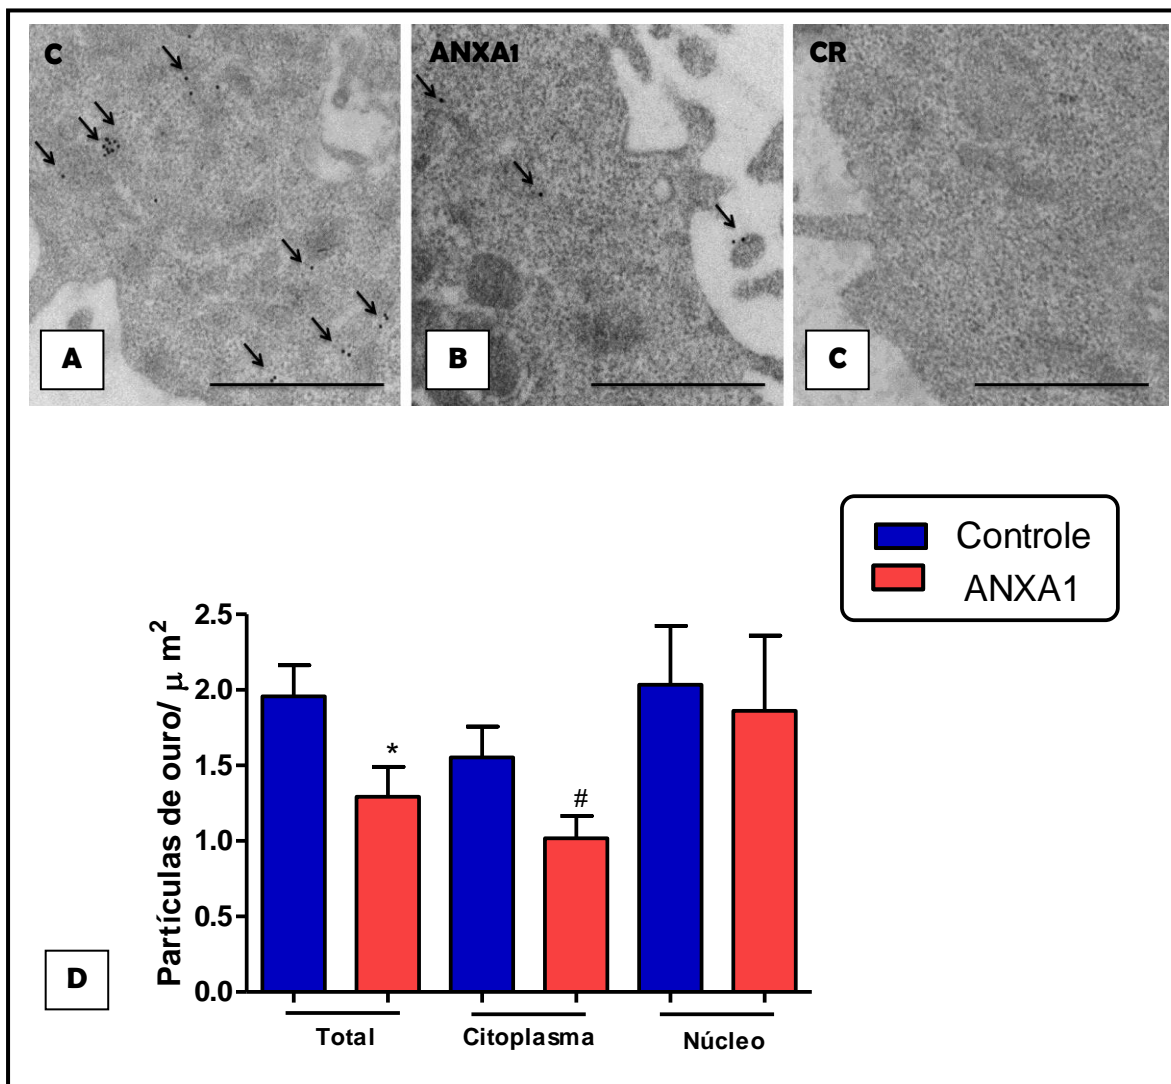 C
ANXA1
CR
A
B
C
Controle
ANXA1
Partículas de ouro/ μ m²
2.5
2.0
1.5
1.0
0.5
0.0
*
#
D
Total
Citoplasma
Núcleo